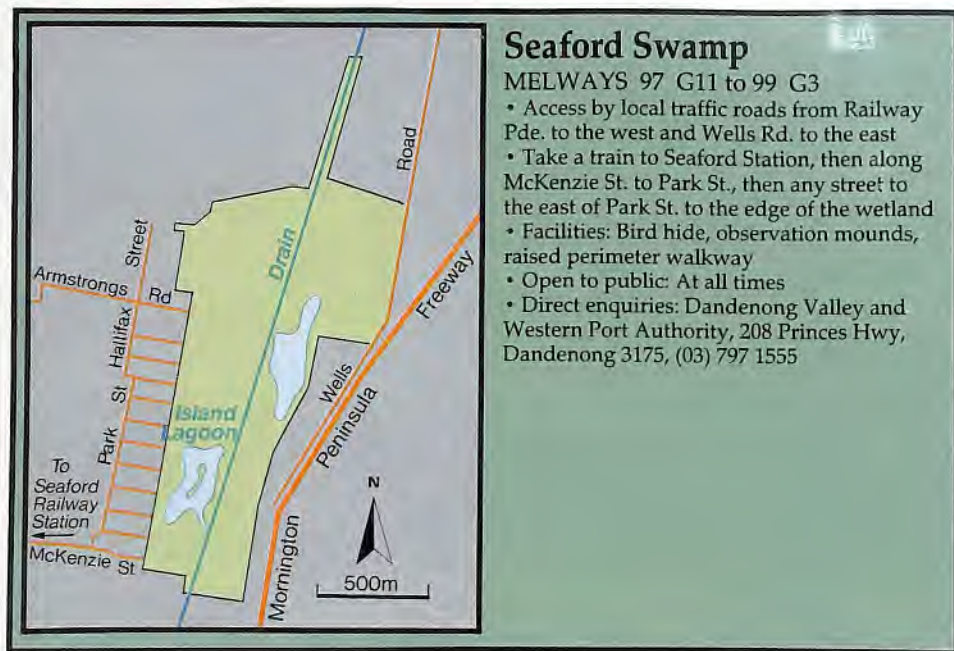 Seaford Swamp
MELWAYS 97 G11 to 99 G3
• Access by local traffic roads from Railway
Pde. to the west and Wells Rd. to the east
• Take a train to Seaford Station, then along
McKenzie St. to Park St., then any street to
the east of Park St. to the edge of the wetland
• Facilities: Bird hide, observation mounds,
raised perimeter walkway
• Open to public: At all times
• Direct enquiries: Dandenong Valley and
Western Port Authority, 208 Princes Hwy,
Dandenong 3175, (03) 797 1555
Road
Street
Drain
Armstrongs Rd
Freeway
Hallifax
Wells
St
Island
Lagoon
Peninsula
Park
To
Seaford
Railway
Station
McKenzie St
Mornington
N
500m